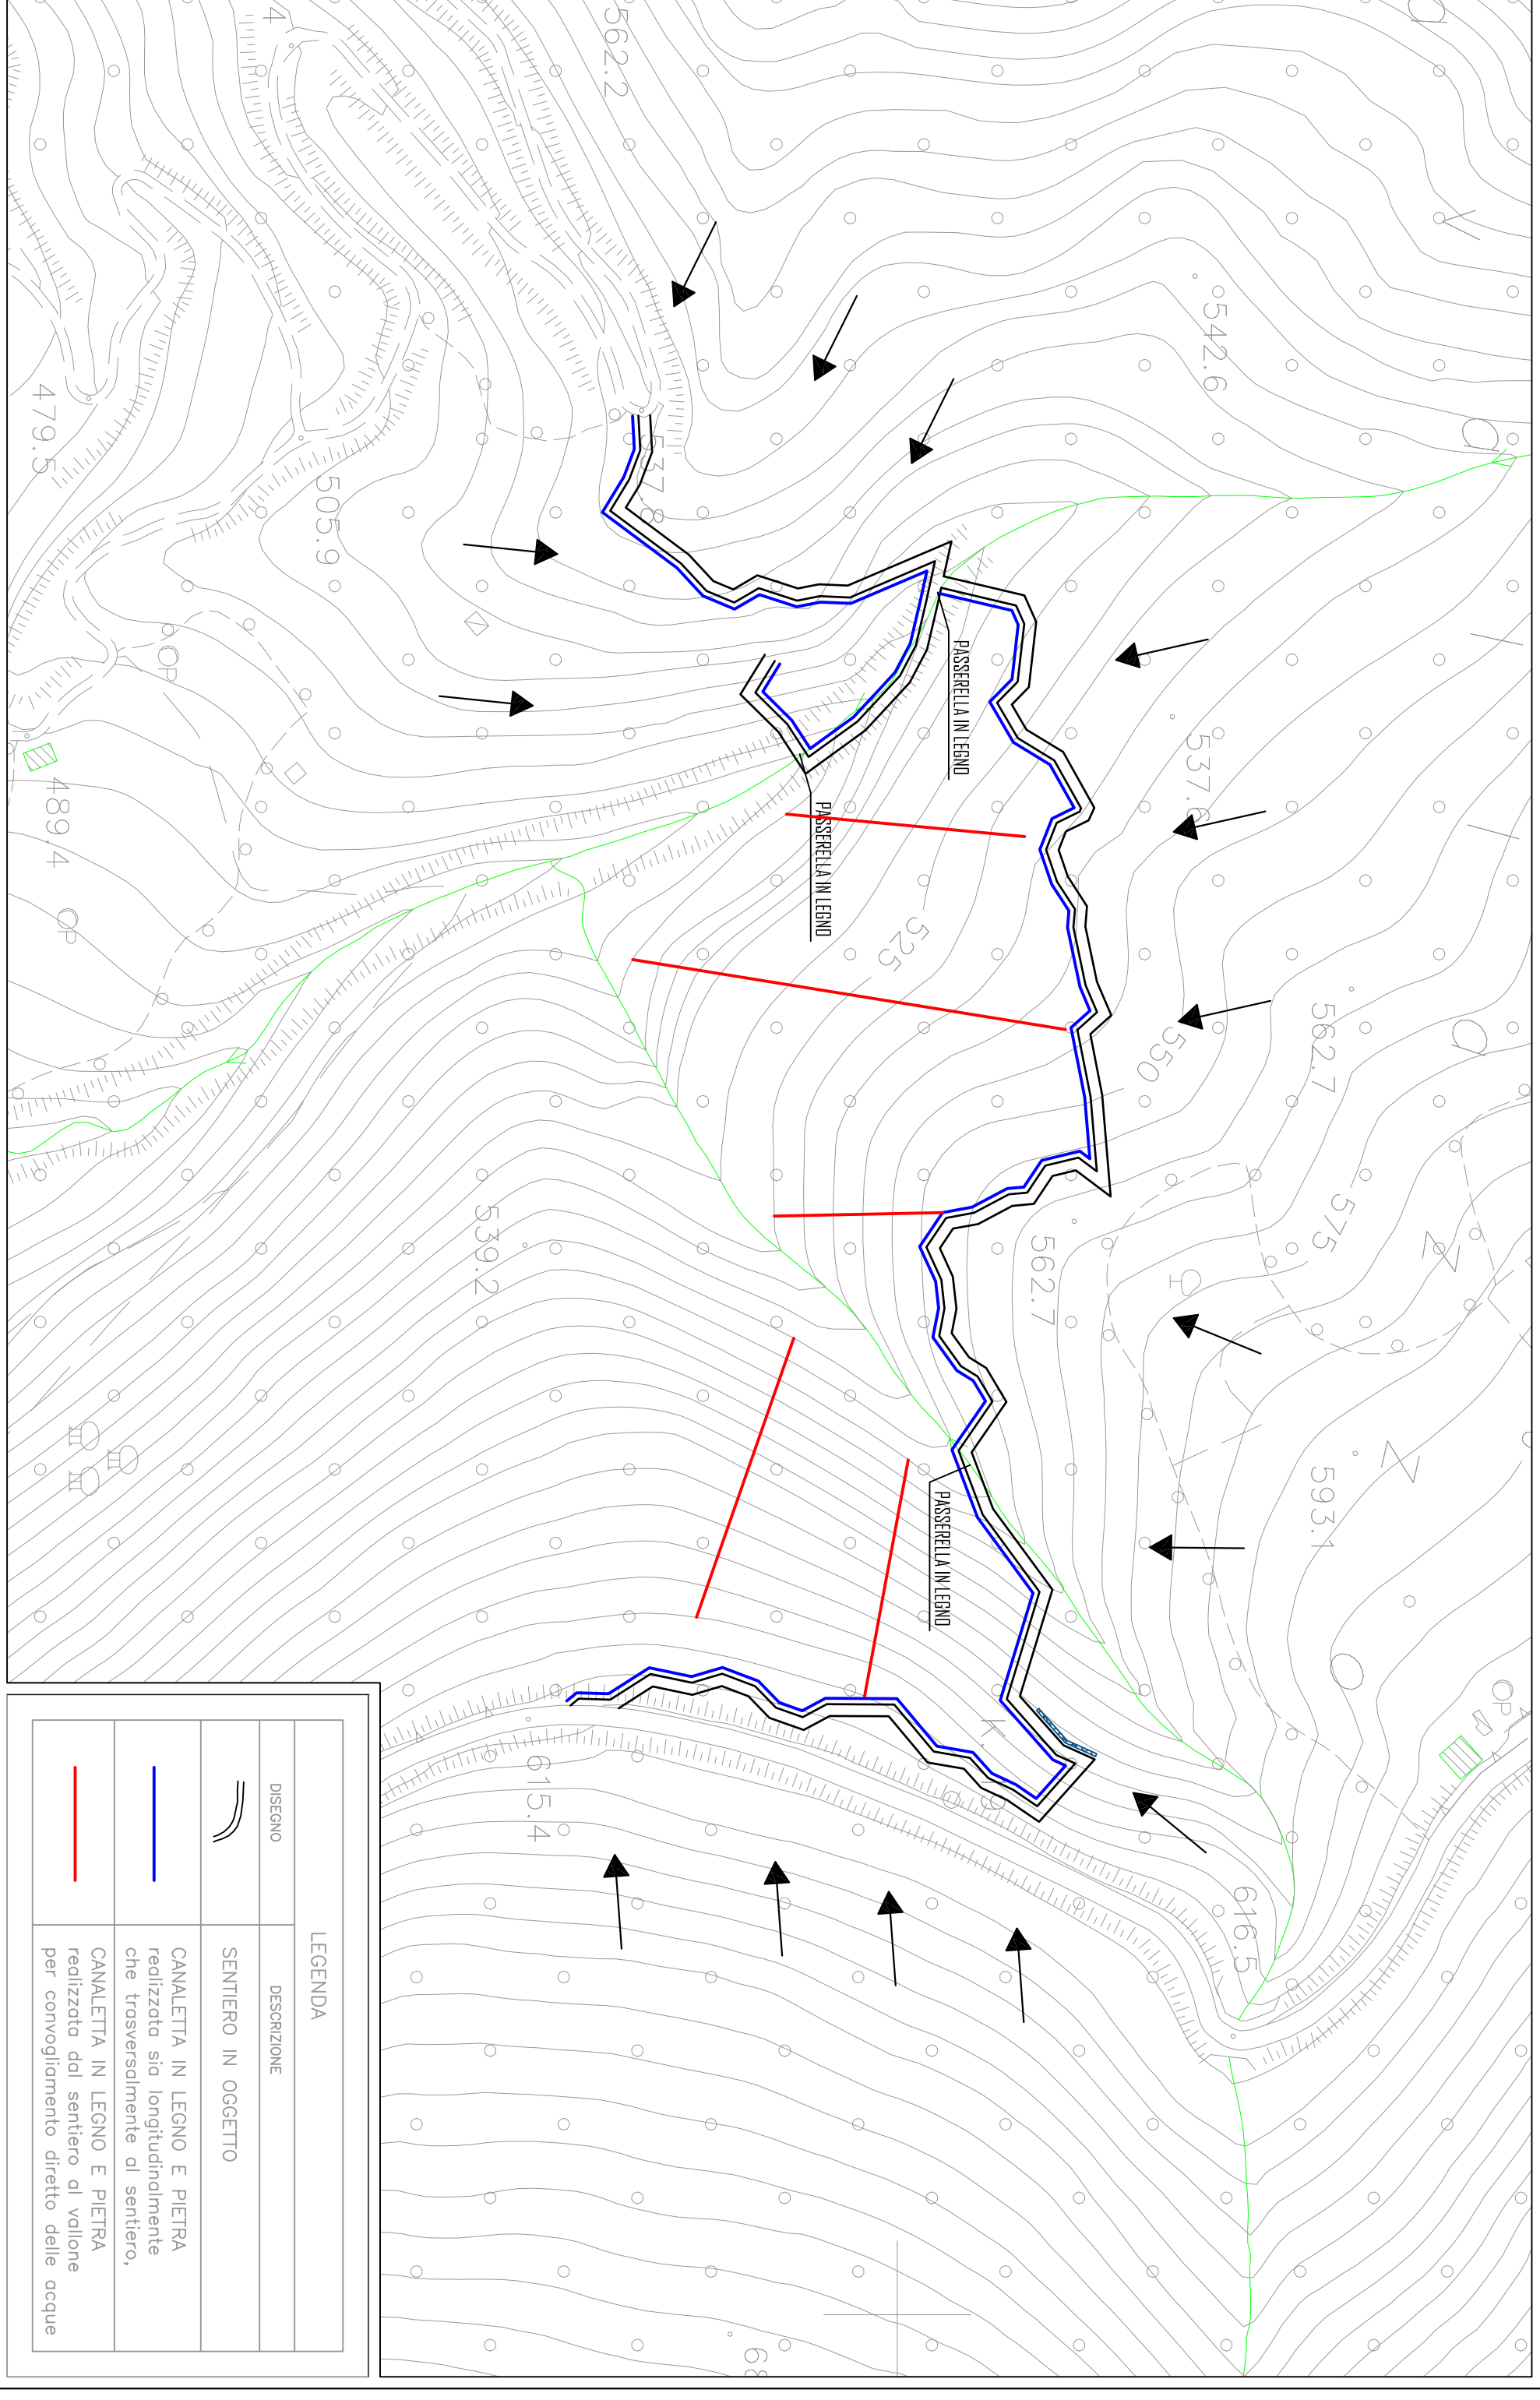 562.2
542.6
537.8
479.5
505.9
PASSERELLA IN LEGNO
PASSERELLA IN LEGNO
489.4
525
550
562.7
575
562.7
539.2
593.1
PASSERELLA IN LEGNO
615.4
616.5
LEGENDA
DISEGNO
DESCRIZIONE
SENTIERO IN OGGETTO
CANALETTA IN LEGNO E PIETRA
realizzata sia longitudinalmente
che trasversalmente al sentiero,
CANALETTA IN LEGNO E PIETRA
realizzata dal sentiero al vallone
per convogliamento diretto delle acque